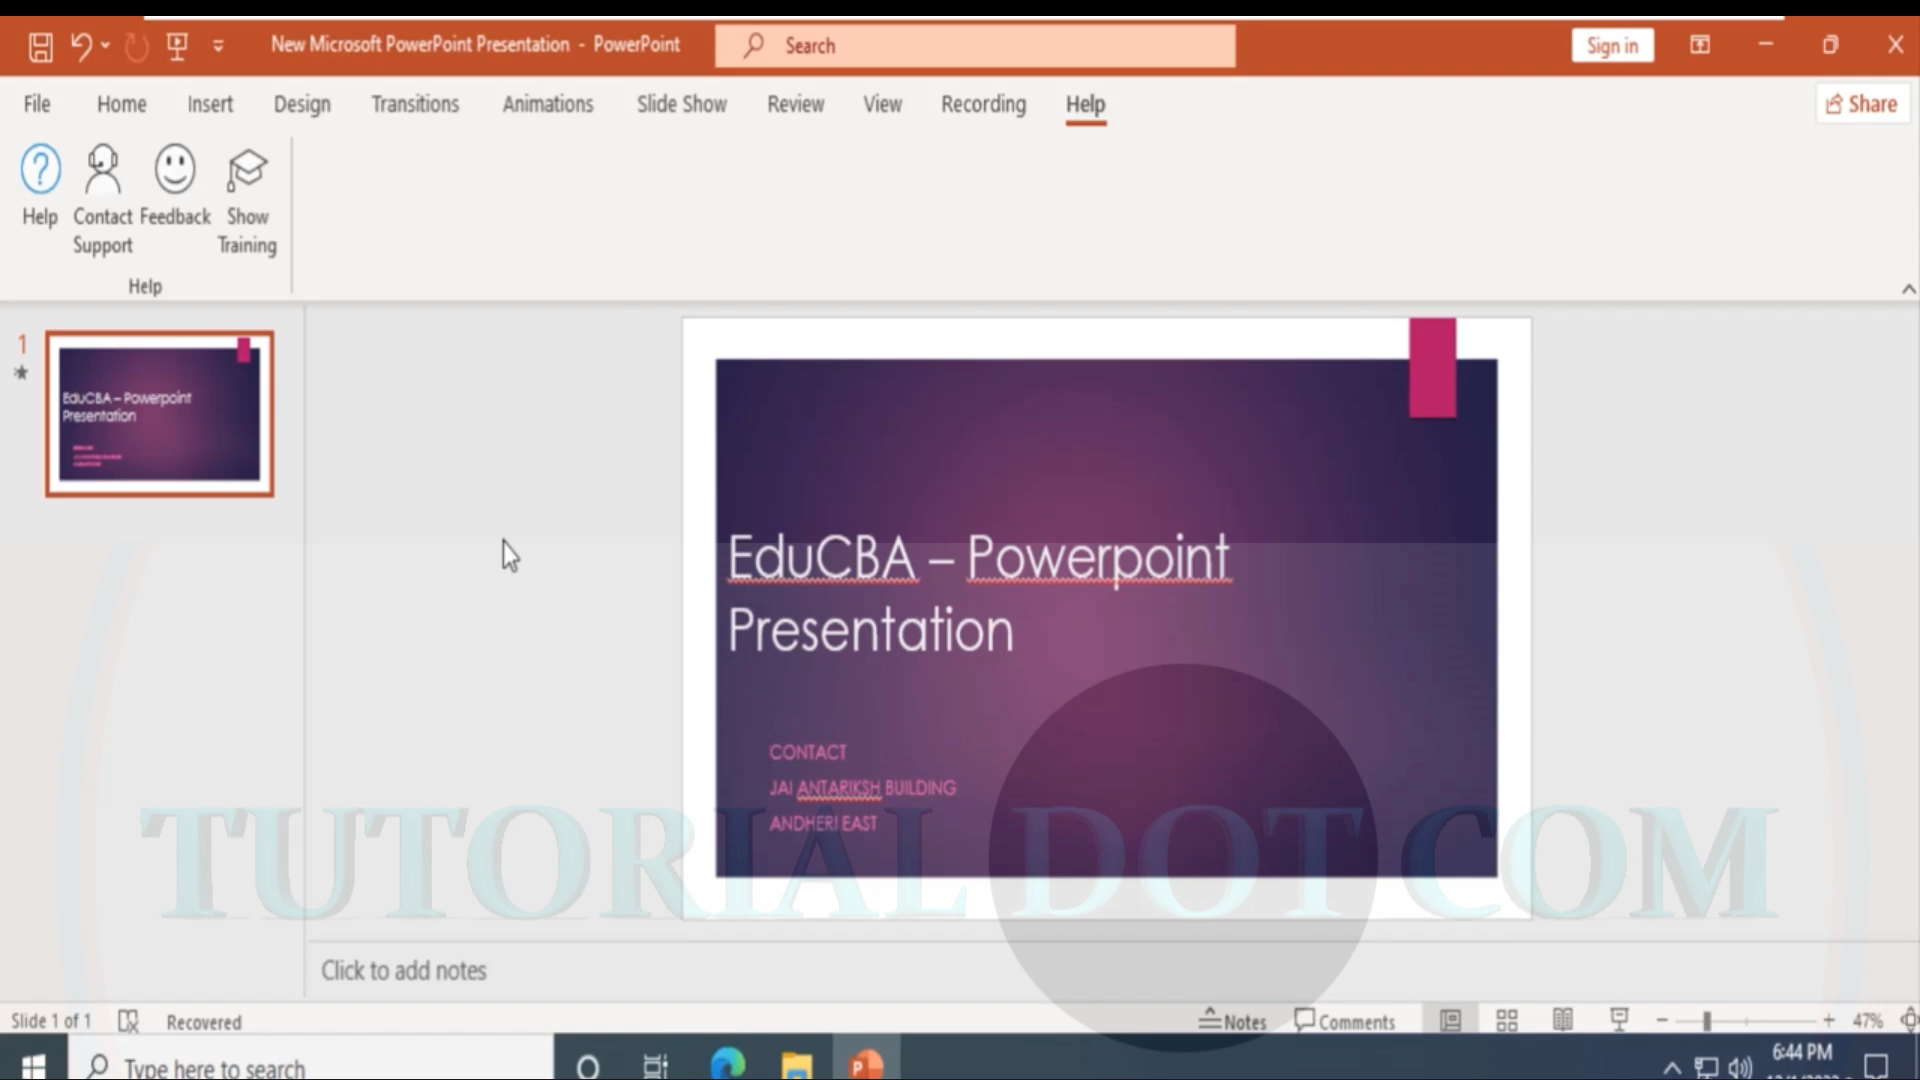 New Microsoft PowerPoint Presentation - PowerPoint
Search
Sign in
File Home Insert Design Transitions Animations Slide Show Review View Recording Help
Share
Help
Contact Support
Feedback
Show Training
Help
1
EduCBA – Powerpoint
Presentation
EduCBA – Powerpoint
Presentation
CONTACT
JAI ANTARIKSH BUILDING
ANDHERI EAST
TUTORIAL DOT COM
Click to add notes
Slide 1 of 1
Recovered
Notes
Comments
47%
Type here to search
6:44 PM